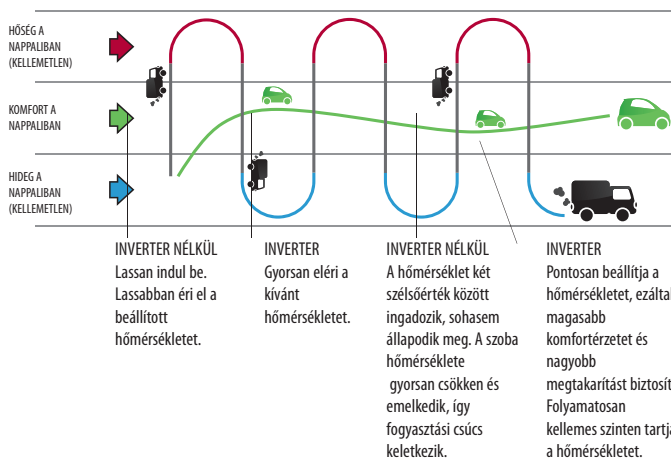 HŐSÉG A
NAPPALIBAN
(KELLEMETLEN)
KOMFORT A
NAPPALIBAN
HIDEG A
NAPPALIBAN
(KELLEMETLEN)
INVERTER NÉLKÜL
Lassan indul be.
Lassabban éri el a
beállított
hőmérsékletet.
INVERTER
Gyorsan eléri a
kívánt
hőmérsékletet.
INVERTER NÉLKÜL
A hőmérséklet két
szélsőérték között
ingadozik, sohasem
állapodik meg. A szoba
hőmérséklete
gyorsan csökken és
emelkedik, így
fogyasztási csúcs
keletkezik.
INVERTER
Pontosan beállítja a
hőmérsékletet, ezálta
magasabb
komfortérzetet és
nagyobb
megtakarítást biztosít
Folyamatosan
kellemes szinten tartja
a hőmérsékletet.